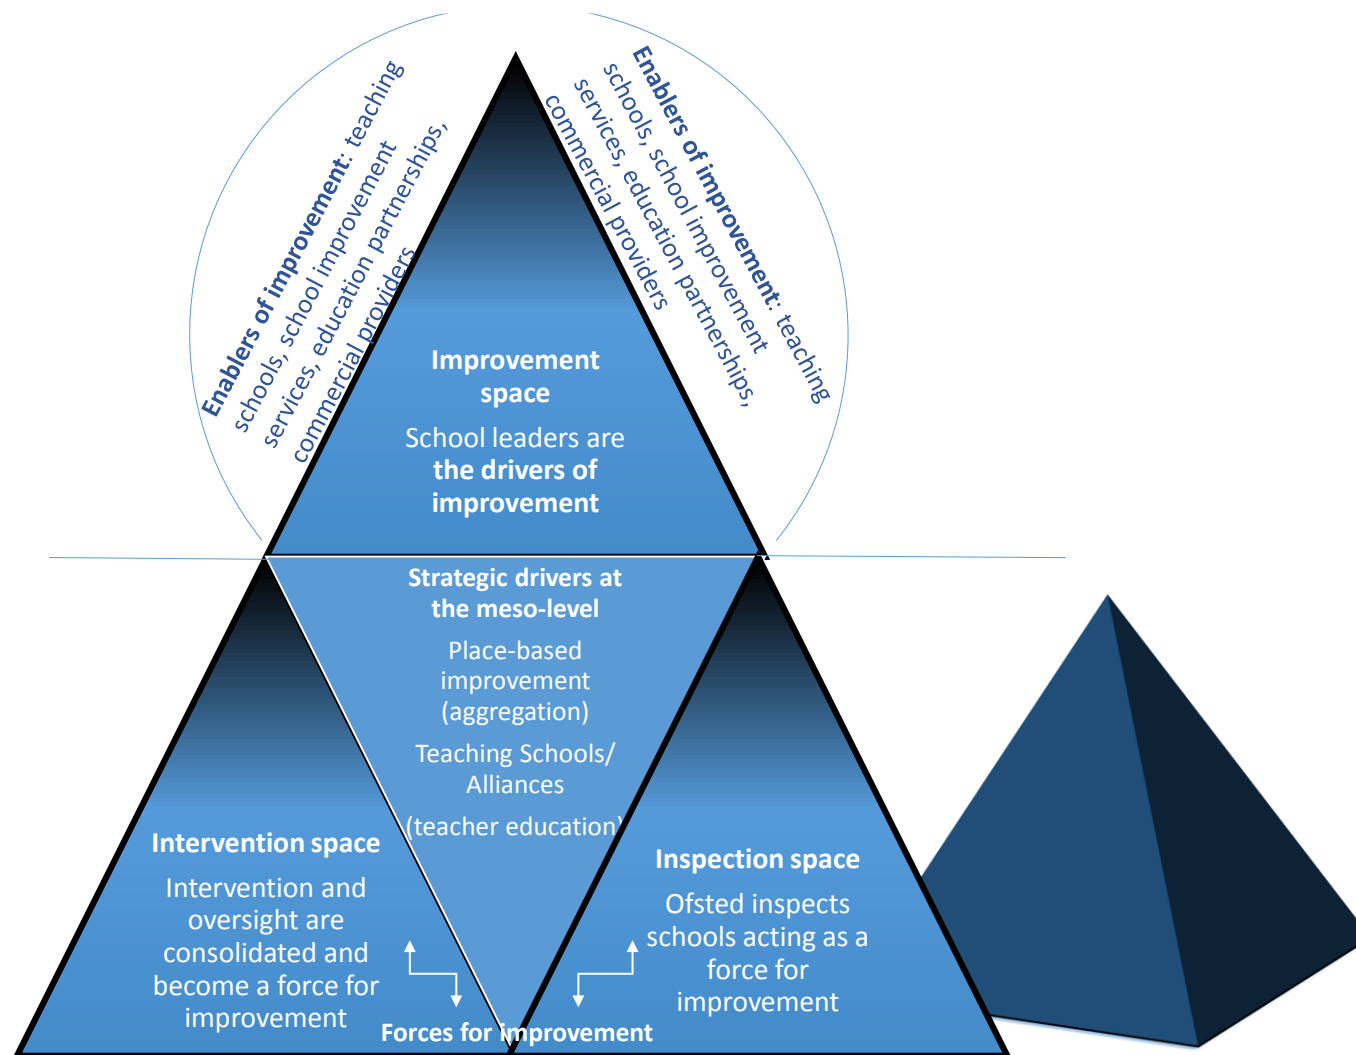 Enablers of improvement: teaching
schools, school improvement
services, education partnerships,
commercial providers
Enablers of improvement: teaching
schools, school improvement
services, education partnerships,
commercial providers
Improvement
space
School leaders are
the drivers of
improvement
Strategic drivers at
the meso-level
Place-based
improvement
(aggregation)
Teaching Schools/
Alliances
(teacher education)
Intervention space
Intervention and
oversight are
consolidated and
become a force for
improvement
Inspection space
Ofsted inspects
schools acting as a
force for
improvement
Forces for improvement